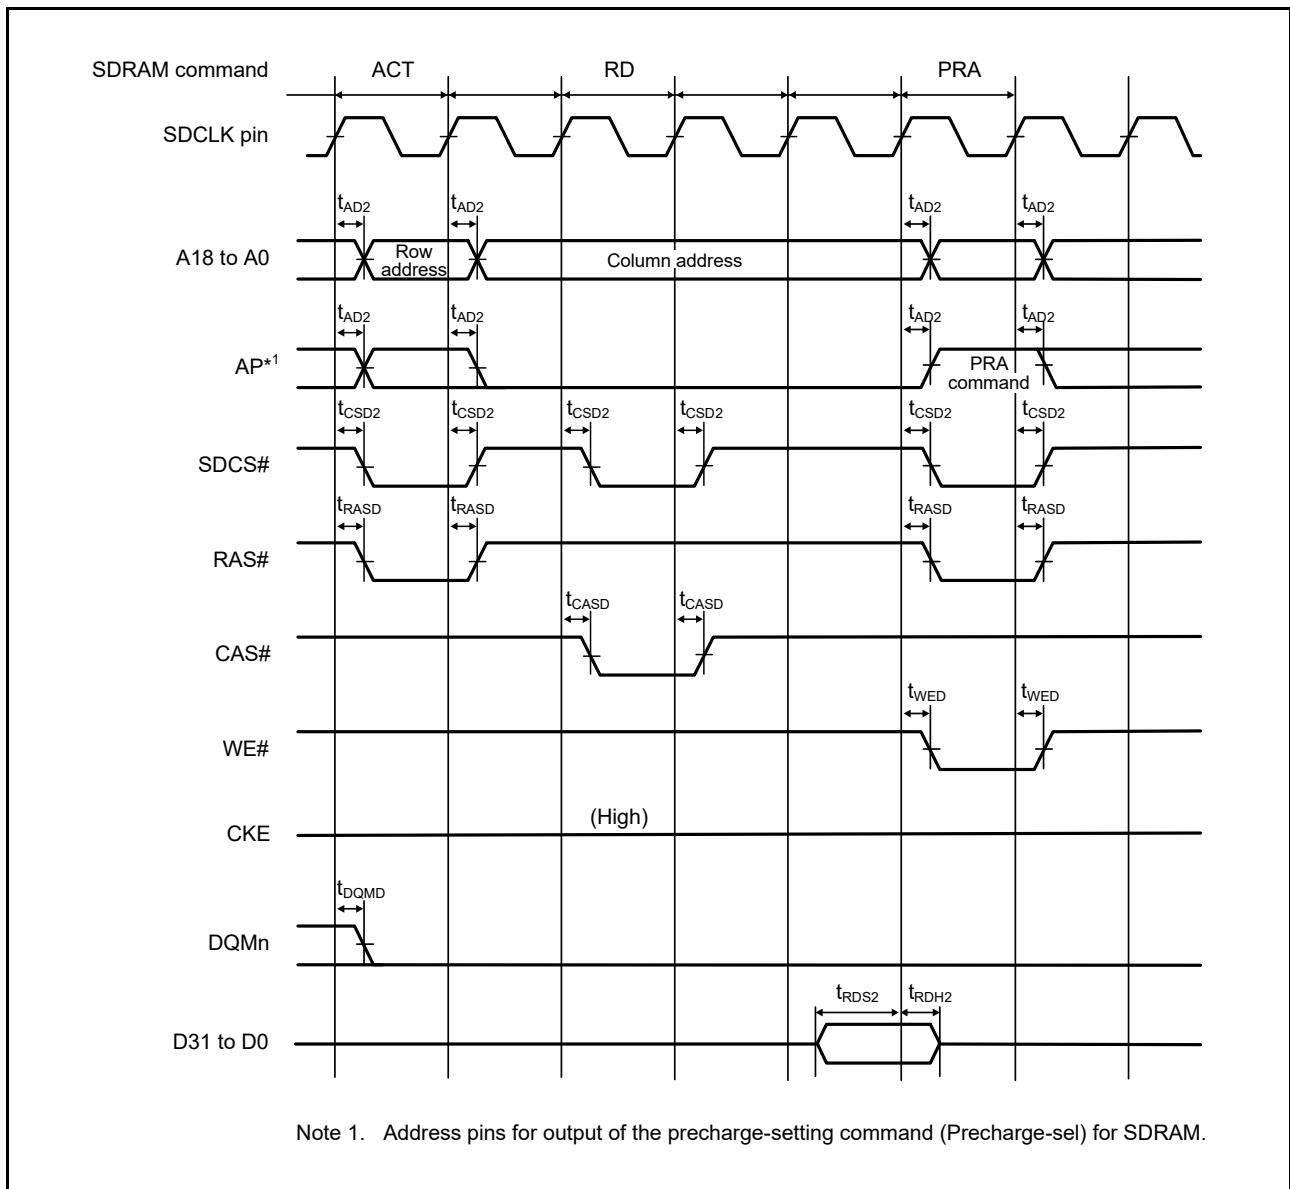 SDRAM command ACT RD PRA
SDCLK pin
tAD2 tAD2 tAD2 tAD2
A18 to A0 Row address Column address
tAD2 tAD2 tAD2 tAD2
AP*1 PRA command
tCSD2 tCSD2 tCSD2 tCSD2 tCSD2 tCSD2
SDCS#
tRASD tRASD tRASD tRASD
RAS#
tCASD tCASD
CAS#
tWED tWED
WE#
(High)
CKE
tDQMD
DQMn
tRDS2 tRDH2
D31 to D0
Note 1. Address pins for output of the precharge-setting command (Precharge-sel) for SDRAM.